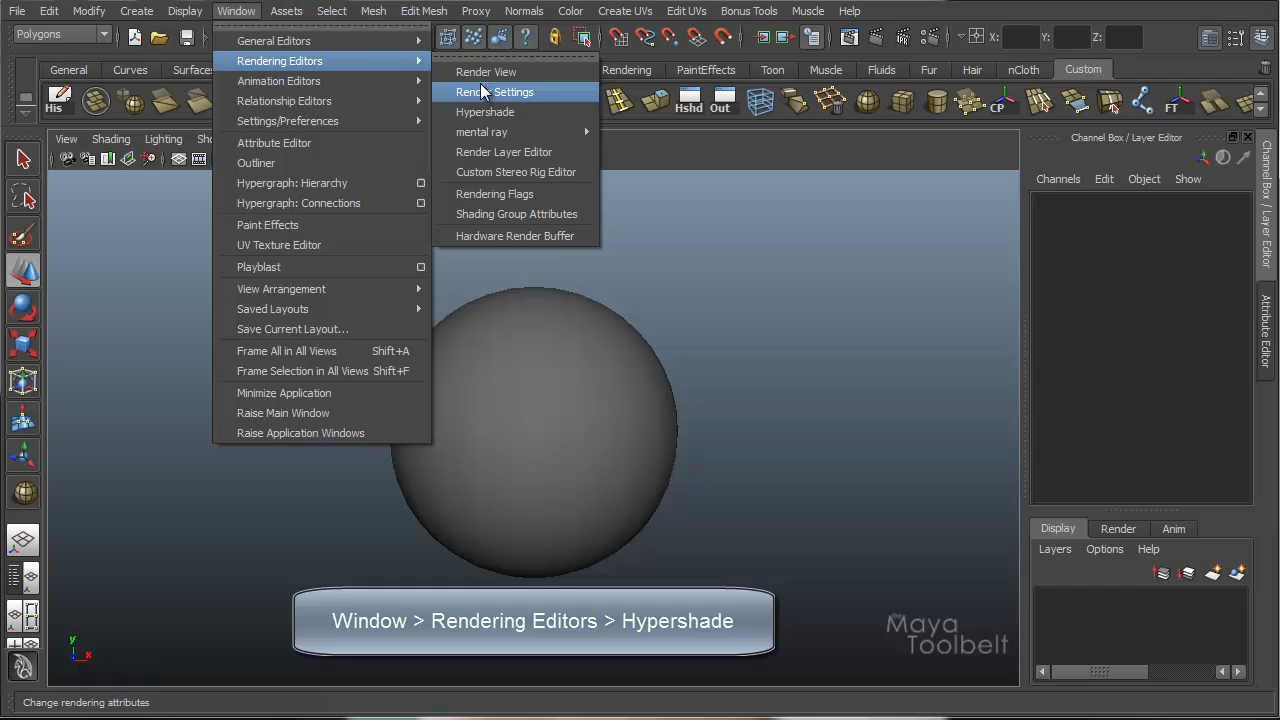 File Edit Modify Create Display Window Assets Select Mesh Edit Mesh Proxy Normals Color Create UVs Edit UVs Bonus Tools Muscle Help
Polygons X: Y: Z:
General Curves Surfaces Rendering PaintEffects Toon Muscle Fluids Fur Hair nCloth Custom
His Hshd Out CP FT
View Shading Lighting
General Editors
Rendering Editors
Animation Editors
Relationship Editors
Settings/Preferences
Attribute Editor
Outliner
Hypergraph: Hierarchy
Hypergraph: Connections
Paint Effects
UV Texture Editor
Playblast
View Arrangement
Saved Layouts
Save Current Layout...
Frame All in All Views Shift+A
Frame Selection in All Views Shift+F
Minimize Application
Raise Main Window
Raise Application Windows
Render View
Render Settings
Hypershade
mental ray
Render Layer Editor
Custom Stereo Rig Editor
Rendering Flags
Shading Group Attributes
Hardware Render Buffer
Channel Box / Layer Editor
Channels Edit Object Show
Channel Box / Layer Editor
Attribute Editor
Display Render Anim
Layers Options Help
Window > Rendering Editors > Hypershade
Maya
Toolbelt
y
x
Change rendering attributes